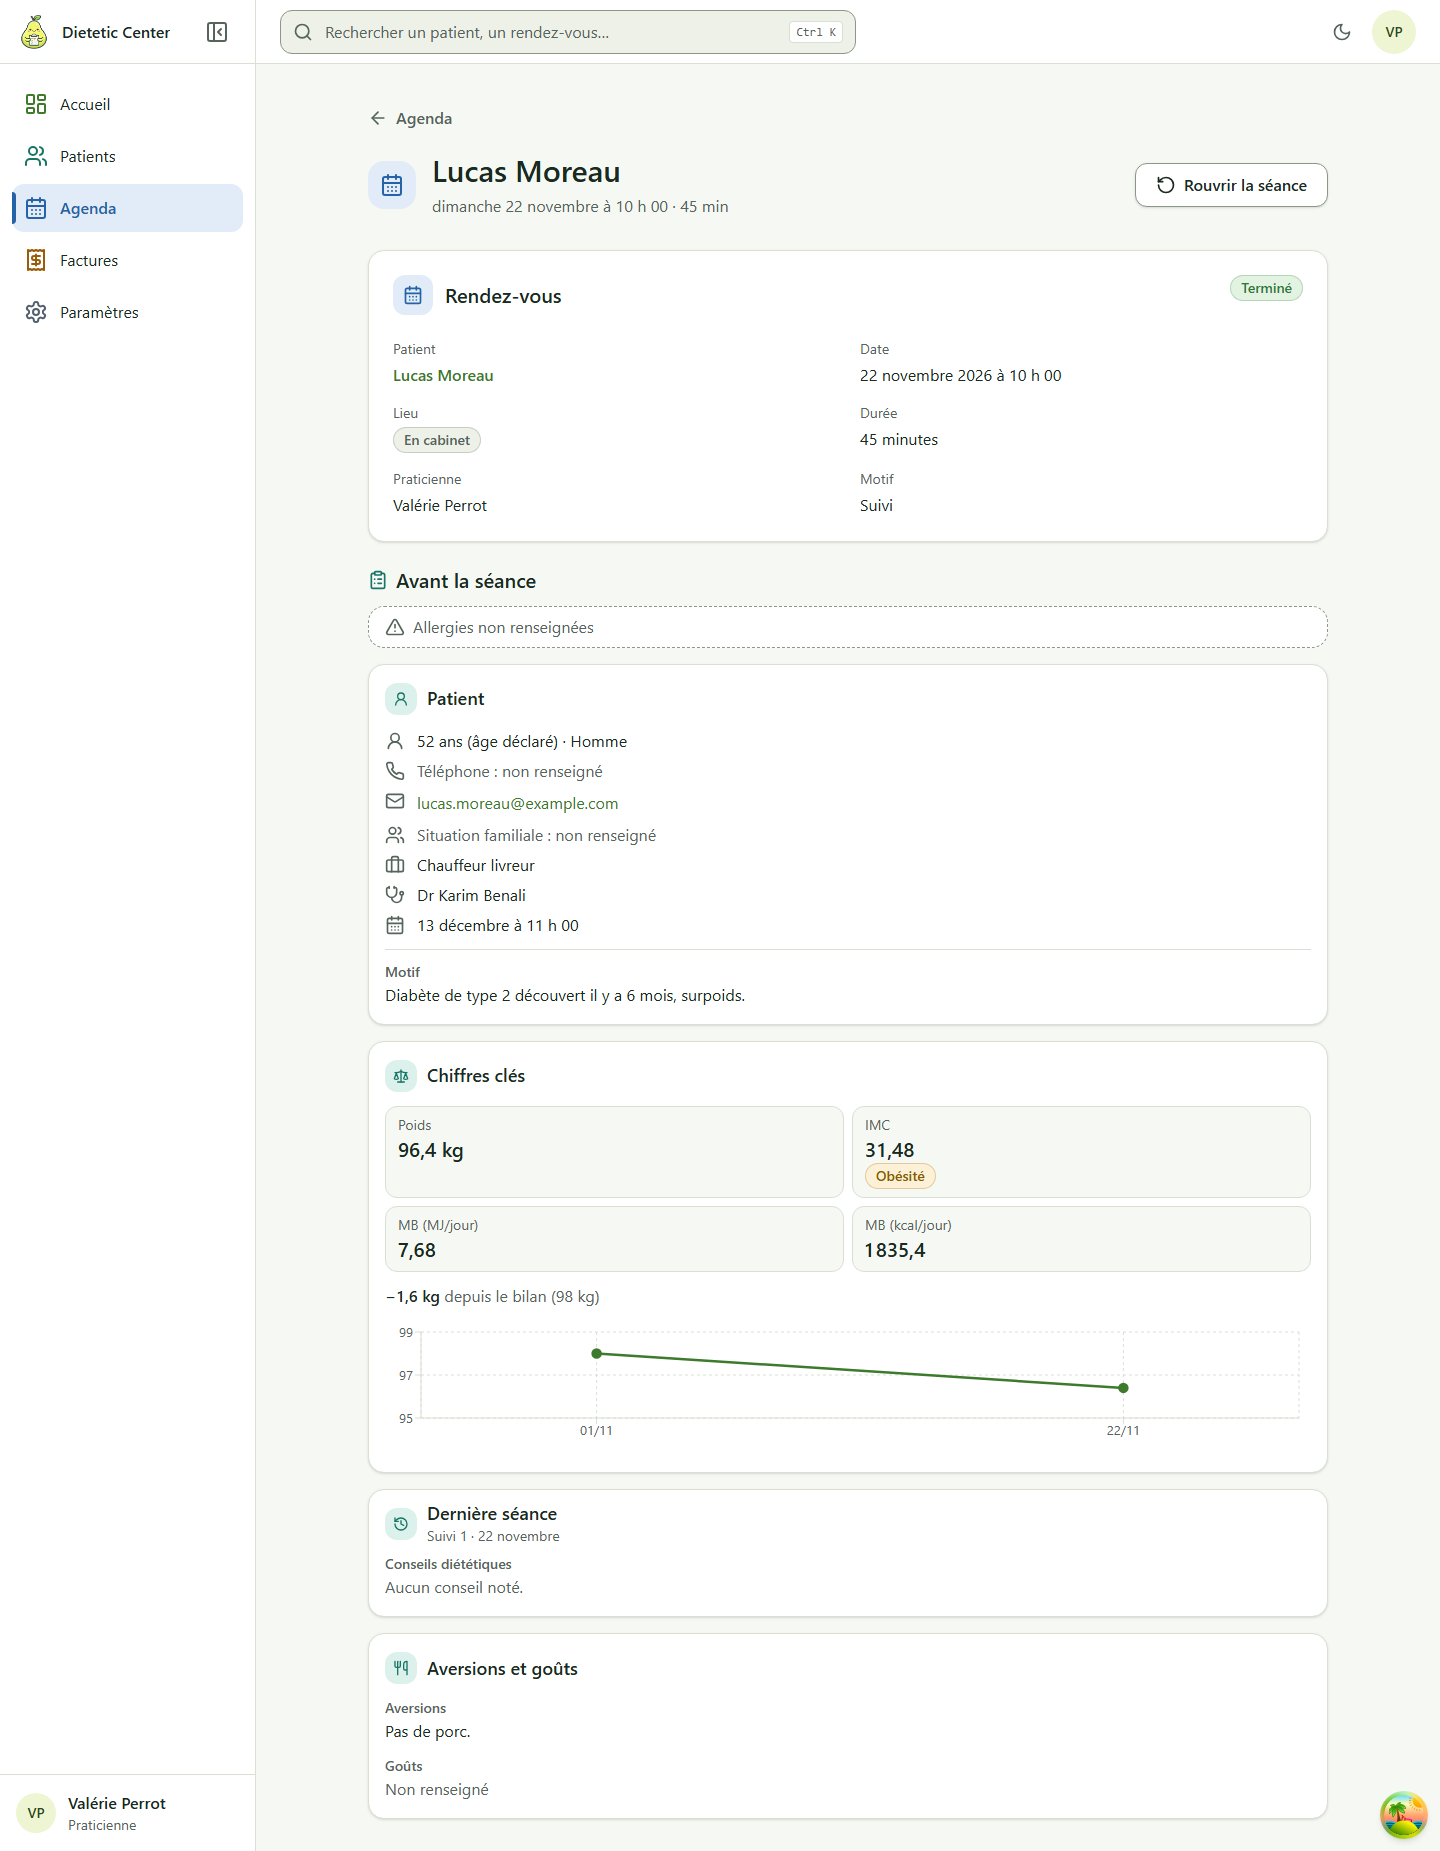 Dietetic Center
Rechercher un patient, un rendez-vous...
Ctrl K
VP
Accueil
Patients
Agenda
Factures
Paramètres
Agenda
Lucas Moreau
dimanche 22 novembre à 10 h 00 · 45 min
Rouvrir la séance
Rendez-vous
Terminé
Patient
Lucas Moreau
Date
22 novembre 2026 à 10 h 00
Lieu
En cabinet
Durée
45 minutes
Praticienne
Valérie Perrot
Motif
Suivi
Avant la séance
Allergies non renseignées
Patient
52 ans (âge déclaré) · Homme
Téléphone : non renseigné
lucas.moreau@example.com
Situation familiale : non renseigné
Chauffeur livreur
Dr Karim Benali
13 décembre à 11 h 00
Motif
Diabète de type 2 découvert il y a 6 mois, surpoids.
Chiffres clés
Poids
96,4 kg
IMC
31,48
Obésité
MB (MJ/jour)
7,68
MB (kcal/jour)
1 835,4
−1,6 kg depuis le bilan (98 kg)
99
97
95
01/11
22/11
Dernière séance
Suivi 1 · 22 novembre
Conseils diététiques
Aucun conseil noté.
Aversions et goûts
Aversions
Pas de porc.
Goûts
Non renseigné
VP
Valérie Perrot
Praticienne